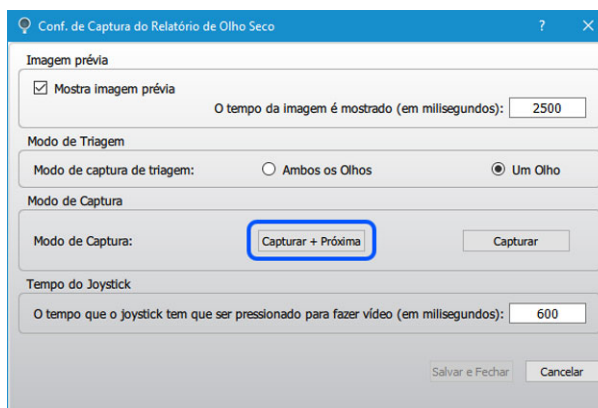 Conf. de Captura do Relatório de Olho Seco ? ×
Imagem prévia
Mostra imagem prévia
O tempo da imagem é mostrado (em milisegundos): 2500
Modo de Triagem
Modo de captura de triagem: Ambos os Olhos Um Olho
Modo de Captura
Modo de Captura: Capturar + Próxima Capturar
Tempo do Joystick
O tempo que o joystick tem que ser pressionado para fazer vídeo (em milisegundos): 600
Salvar e Fechar Cancelar